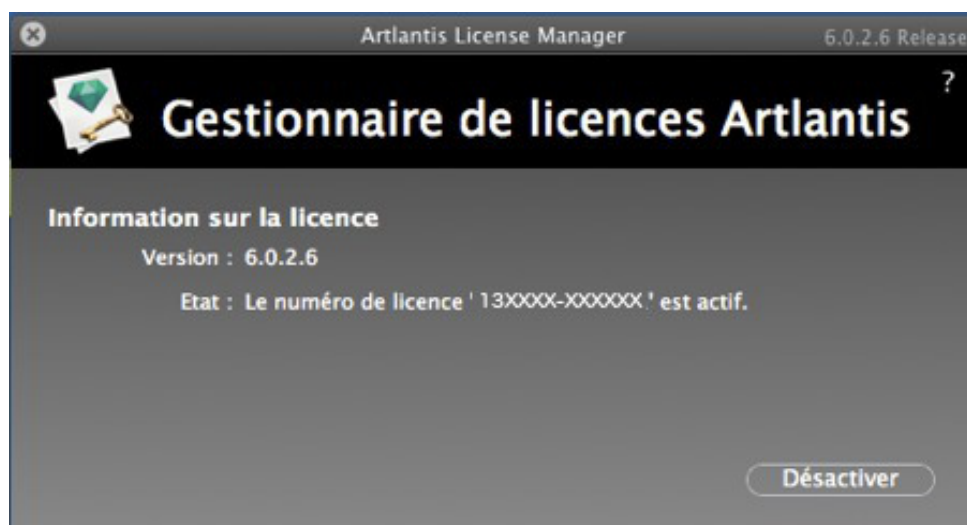 Artlantis License Manager
6.0.2.6 Release
?
Gestionnaire de licences Artlantis
Information sur la licence
Version : 6.0.2.6
Etat : Le numéro de licence ' 13XXXX-XXXXXX.' est actif.
Désactiver